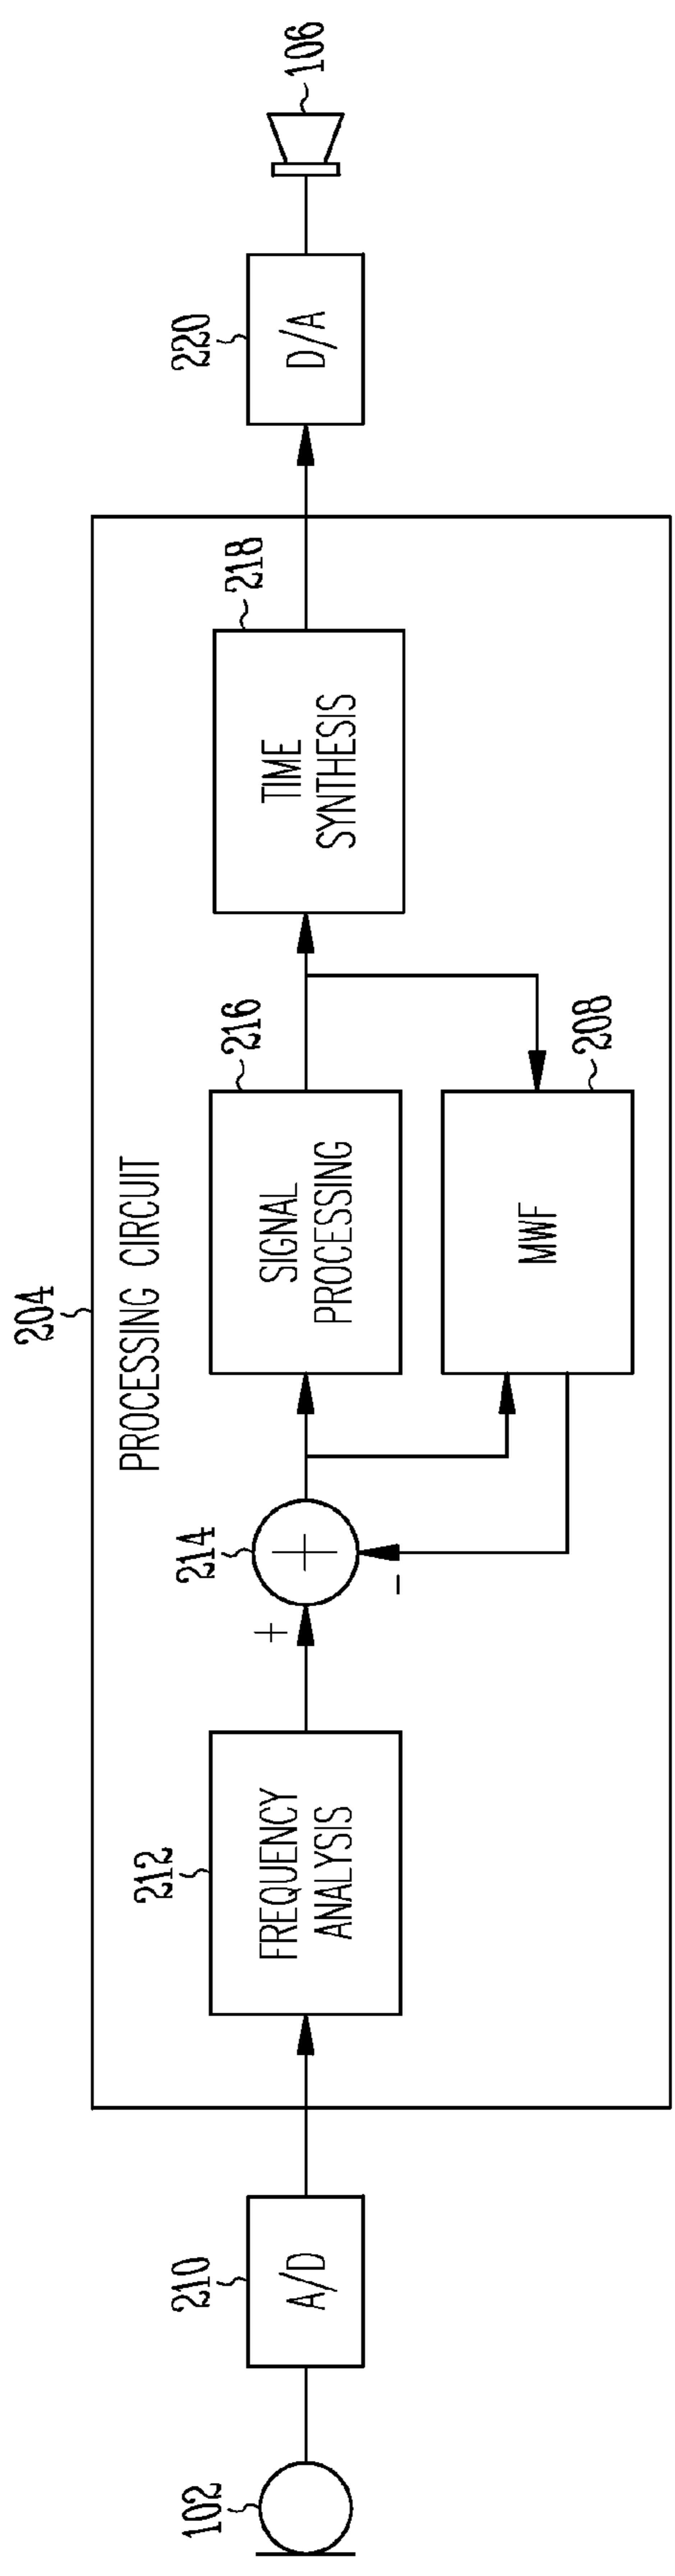 204
PROCESSING CIRCUIT
102
210
A/D
212
FREQUENCY
ANALYSIS
+
214
+
-
216
SIGNAL
PROCESSING
208
MWF
218
TIME
SYNTHESIS
220
D/A
106